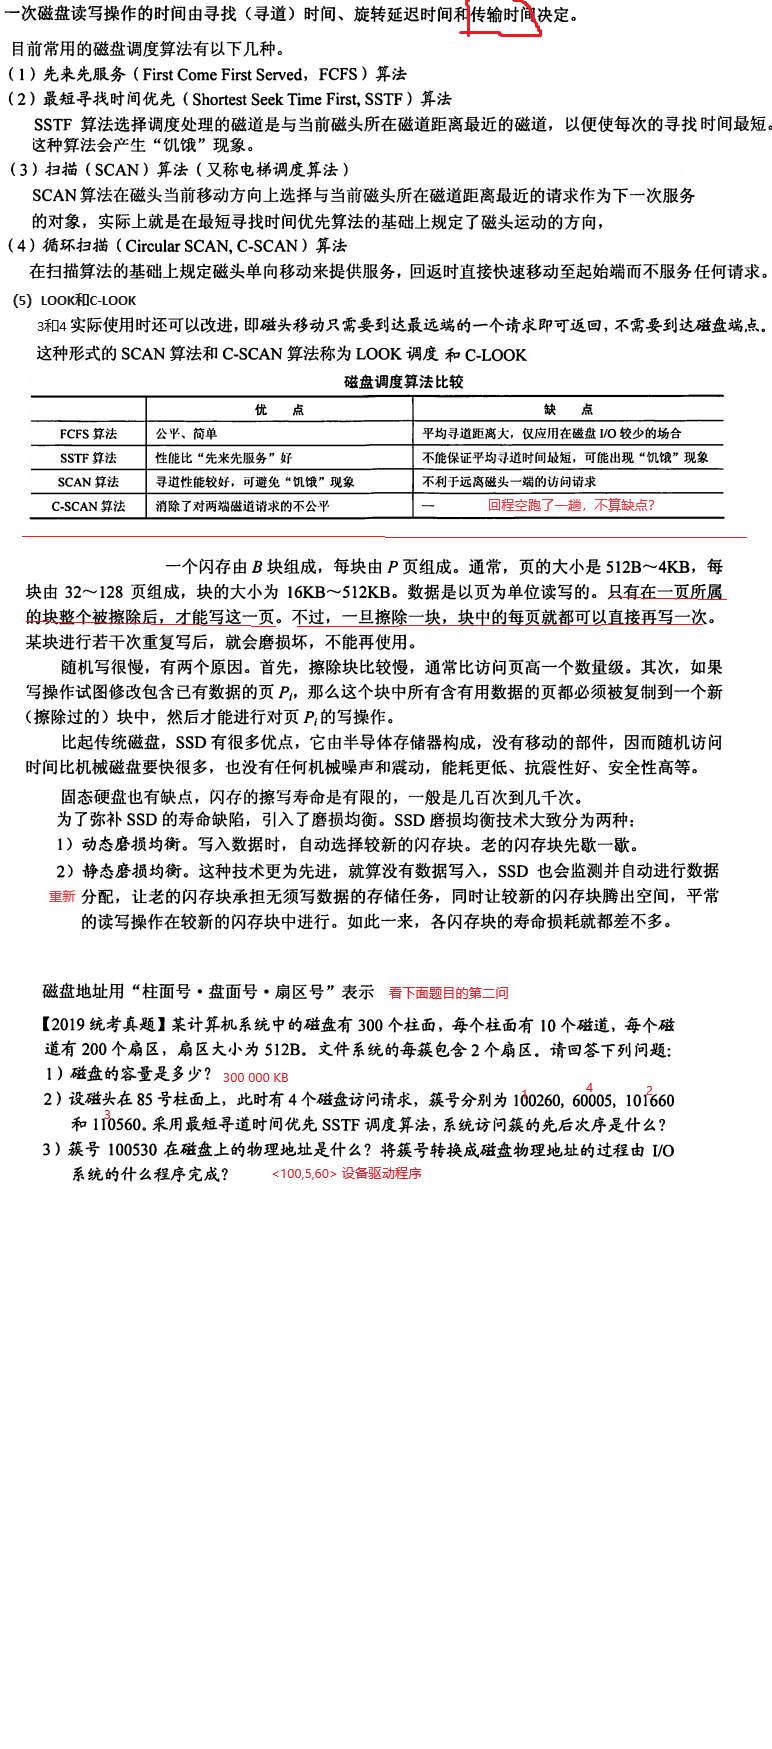 一次磁盘读写操作的时间由寻找（寻道）时间、旋转延迟时间和传输时间决定。
目前常用的磁盘调度算法有以下几种。
（1）先来先服务（First Come First Served，FCFS）算法
（2）最短寻找时间优先（Shortest Seek Time First, SSTF）算法
SSTF 算法选择调度处理的磁道是与当前磁头所在磁道距离最近的磁道，以便使每次的寻找时间最短。
这种算法会产生“饥饿”现象。
（3）扫描（SCAN）算法（又称电梯调度算法）
SCAN 算法在磁头当前移动方向上选择与当前磁头所在磁道距离最近的请求作为下一次服务
的对象，实际上就是在最短寻找时间优先算法的基础上规定了磁头运动的方向，
（4）循环扫描（Circular SCAN, C-SCAN）算法
在扫描算法的基础上规定磁头单向移动来提供服务，回返时直接快速移动至起始端而不服务任何请求。
（5）LOOK和C-LOOK
3和4 实际使用时还可以改进，即磁头移动只需要到达最远端的一个请求即可返回，不需要到达磁盘端点。
这种形式的 SCAN 算法和 C-SCAN 算法称为 LOOK 调度 和 C-LOOK
磁盘调度算法比较
优 点 缺 点
FCFS 算法 公平、简单 平均寻道距离大，仅应用在磁盘 I/O 较少的场合
SSTF 算法 性能比“先来先服务”好 不能保证平均寻道时间最短，可能出现“饥饿”现象
SCAN 算法 寻道性能较好，可避免“饥饿”现象 不利于远离磁头一端的访问请求
C-SCAN 算法 消除了对两端磁道请求的不公平 — 回程空跑了一趟，不算缺点？
一个闪存由 B 块组成，每块由 P 页组成。通常，页的大小是 512B～4KB，每
块由 32～128 页组成，块的大小为 16KB～512KB。数据是以页为单位读写的。只有在一页所属
的块整个被擦除后，才能写这一页。不过，一旦擦除一块，块中的每页就都可以直接再写一次。
某块进行若干次重复写后，就会磨损坏，不能再使用。
随机写很慢，有两个原因。首先，擦除块比较慢，通常比访问页高一个数量级。其次，如果
写操作试图修改包含已有数据的页 Pi，那么这个块中所有含有用数据的页都必须被复制到一个新
（擦除过的）块中，然后才能进行对页 Pi 的写操作。
比起传统磁盘，SSD 有很多优点，它由半导体存储器构成，没有移动的部件，因而随机访问
时间比机械磁盘要快很多，也没有任何机械噪声和震动，能耗更低、抗震性好、安全性高等。
固态硬盘也有缺点，闪存的擦写寿命是有限的，一般是几百次到几千次。
为了弥补 SSD 的寿命缺陷，引入了磨损均衡。SSD 磨损均衡技术大致分为两种：
1）动态磨损均衡。写入数据时，自动选择较新的闪存块。老的闪存块先歇一歇。
2）静态磨损均衡。这种技术更为先进，就算没有数据写入，SSD 也会监测并自动进行数据
重新 分配，让老的闪存块承担无须写数据的存储任务，同时让较新的闪存块腾出空间，平常
的读写操作在较新的闪存块中进行。如此一来，各闪存块的寿命损耗就都差不多。
磁盘地址用“柱面号·盘面号·扇区号”表示 看下面题目的第二问
【2019 统考真题】某计算机系统中的磁盘有 300 个柱面，每个柱面有 10 个磁道，每个磁
道有 200 个扇区，扇区大小为 512B。文件系统的每簇包含 2 个扇区。请回答下列问题：
1）磁盘的容量是多少？ 300 000 KB
1 4 2
2）设磁头在 85 号柱面上，此时有 4 个磁盘访问请求，簇号分别为 100260, 60005, 101660
3
和 110560。采用最短寻道时间优先 SSTF 调度算法，系统访问簇的先后次序是什么？
3）簇号 100530 在磁盘上的物理地址是什么？将簇号转换成磁盘物理地址的过程由 I/O
系统的什么程序完成？ <100,5,60> 设备驱动程序